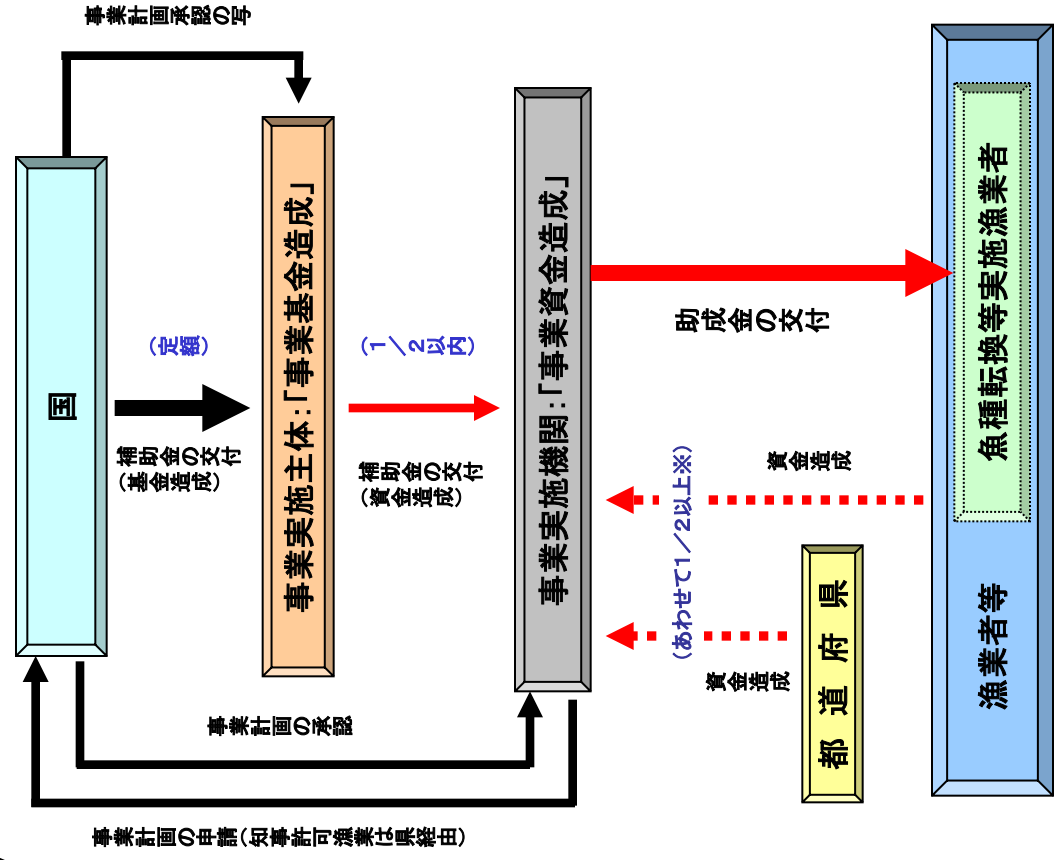 事業計画承認の写
国
(定額)
補助金の交付
(基金造成)
事業実施主体:「事業基金造成」
(1/2以内)
補助金の交付
(資金造成)
事業実施機関:「事業資金造成」
助成金の交付
資金造成
(あわせて1/2以上※)
資金造成
都道府県
魚種転換等実施漁業者
漁業者等
事業計画の承認
事業計画の申請(知事許可漁業は県経由)